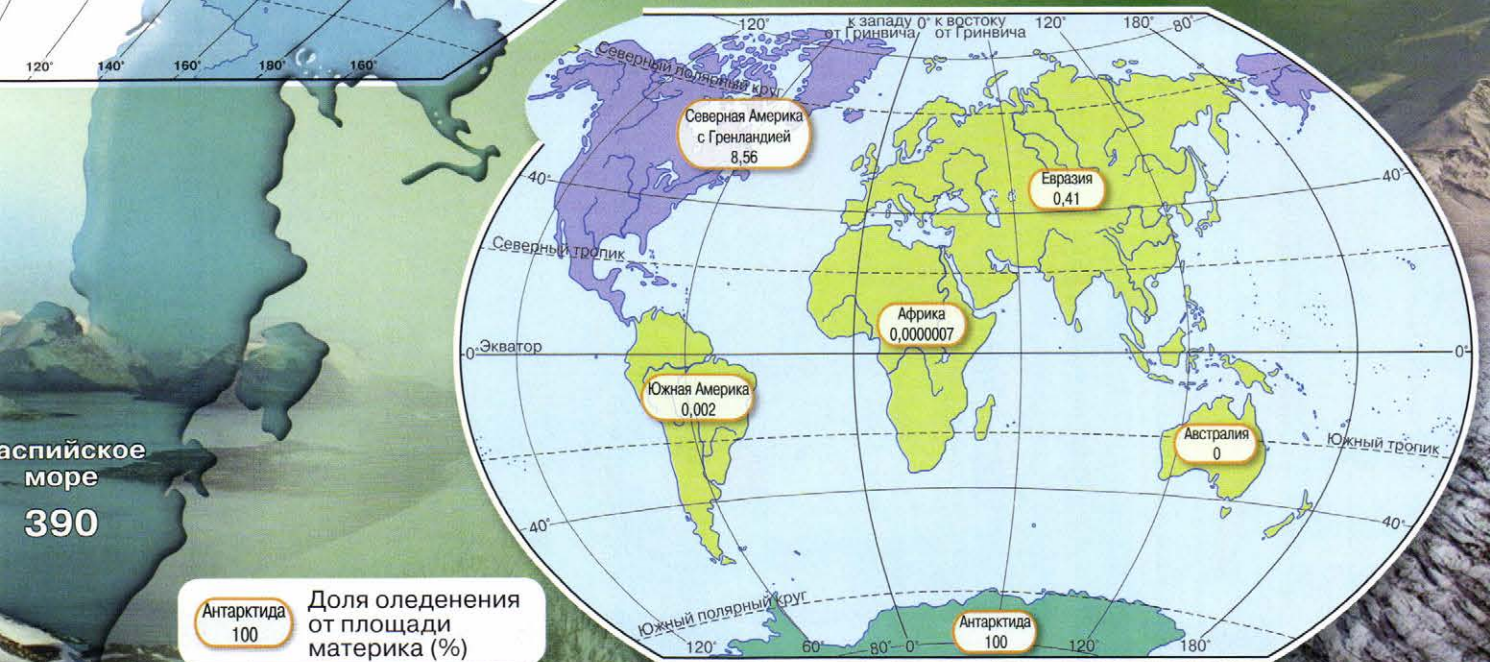 120° 140° 160° 180° 160°
аспийское
море
390
Антарктида
100
Доля оледенения
от площади
материка (%)
120° к западу 0° к востоку 120° 180° 80°
от Гринвича от Гринвича
Северный полярный круг
Северная Америка
с Гренландией
8,56
Евразия
0,41
40° 40°
Северный тропик
Африка
0,0000007
0° Экватор 0°
Южная Америка
0,002
Австралия
0
Южный тропик
40° 40°
Южный полярный круг
Антарктида
100
120° 60° 80° 0° 120° 180°